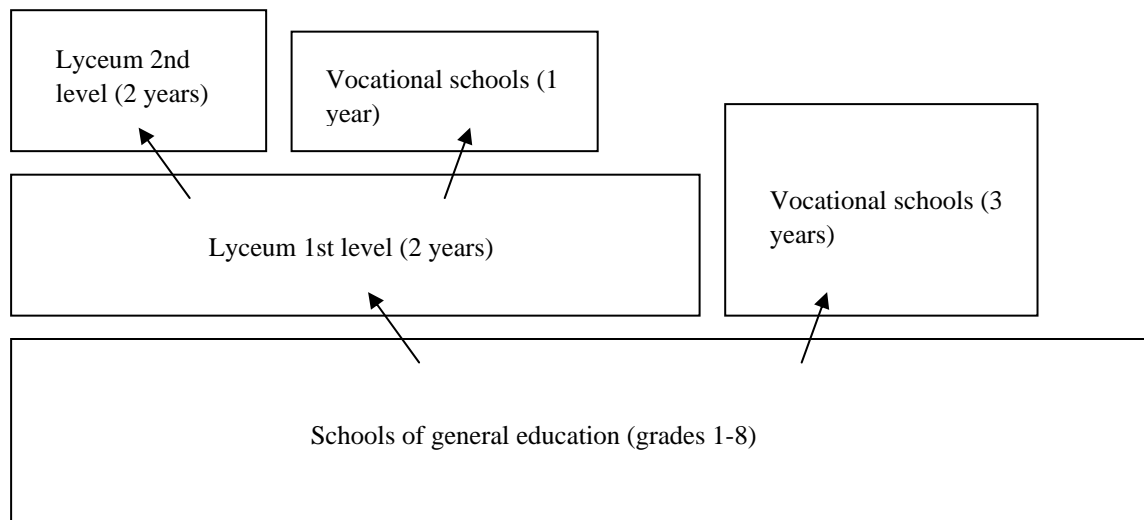 Lyceum 2nd
level (2 years)
Vocational schools (1
year)
Vocational schools (3
years)
Lyceum 1st level (2 years)
Schools of general education (grades 1-8)